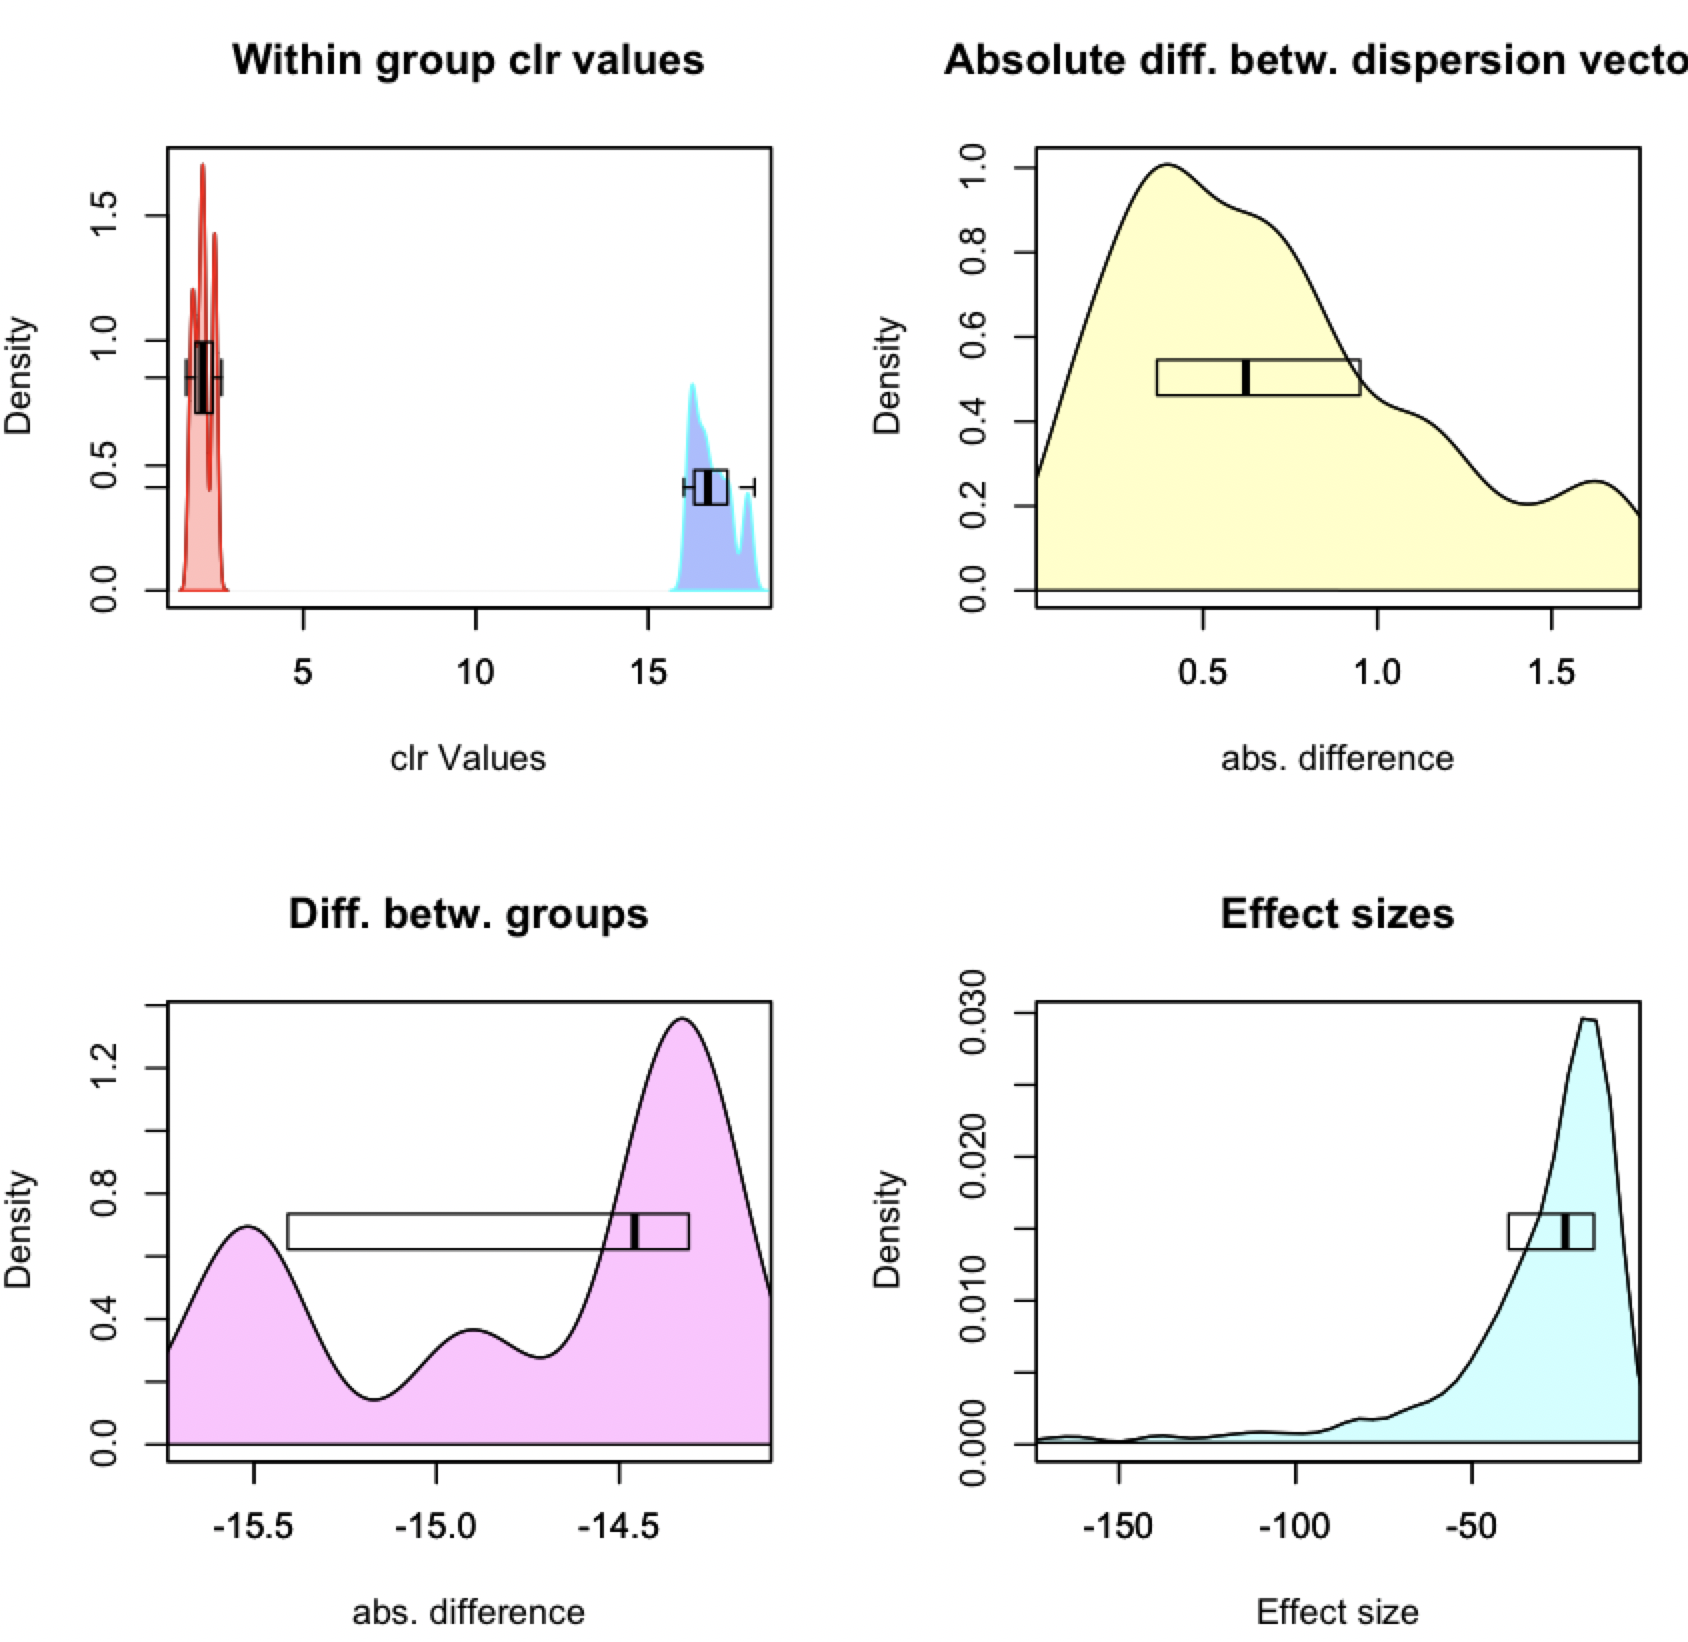 Within group clr values
Density
0.0 0.5 1.0 1.5
5 10 15
clr Values
Absolute diff. betw. dispersion vecto
Density
0.0 0.2 0.4 0.6 0.8 1.0
0.5 1.0 1.5
abs. difference
Diff. betw. groups
Density
0.0 0.4 0.8 1.2
-15.5 -15.0 -14.5
abs. difference
Effect sizes
Density
0.000 0.010 0.020 0.030
-150 -100 -50
Effect size